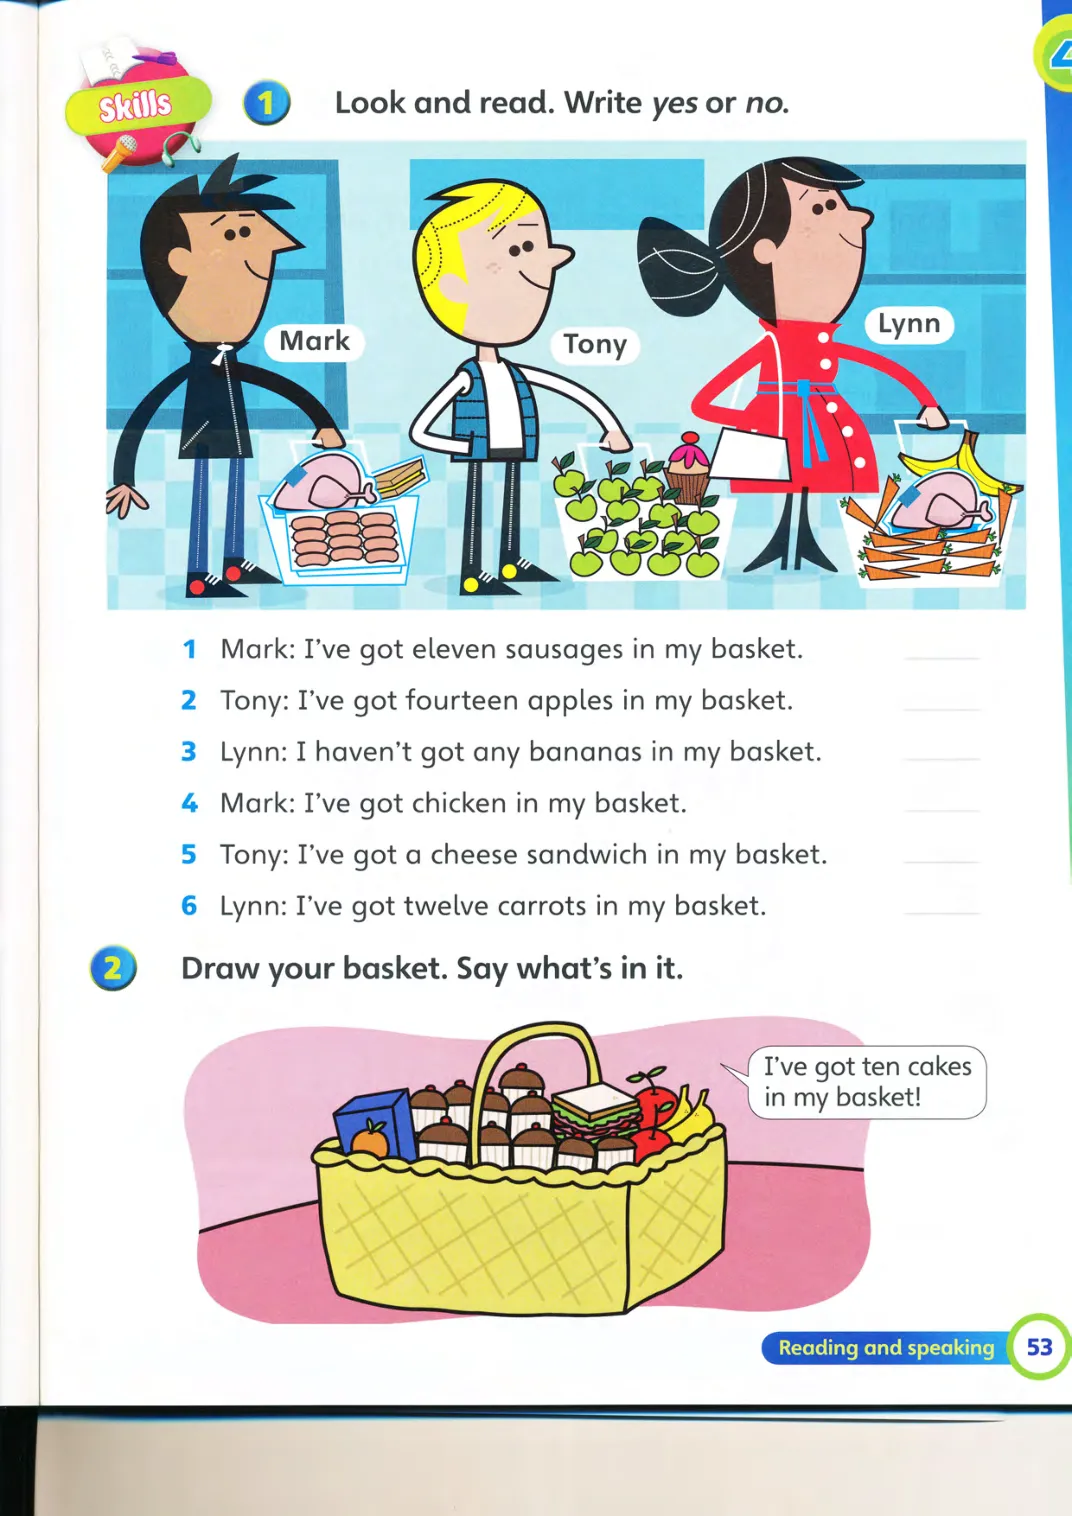 Skills
1 Look and read. Write yes or no.
Mark
Tony
Lynn
1 Mark: I've got eleven sausages in my basket.
2 Tony: I've got fourteen apples in my basket.
3 Lynn: I haven't got any bananas in my basket.
4 Mark: I've got chicken in my basket.
5 Tony: I've got a cheese sandwich in my basket.
6 Lynn: I've got twelve carrots in my basket.
2 Draw your basket. Say what's in it.
I've got ten cakes
in my basket!
Reading and speaking 53